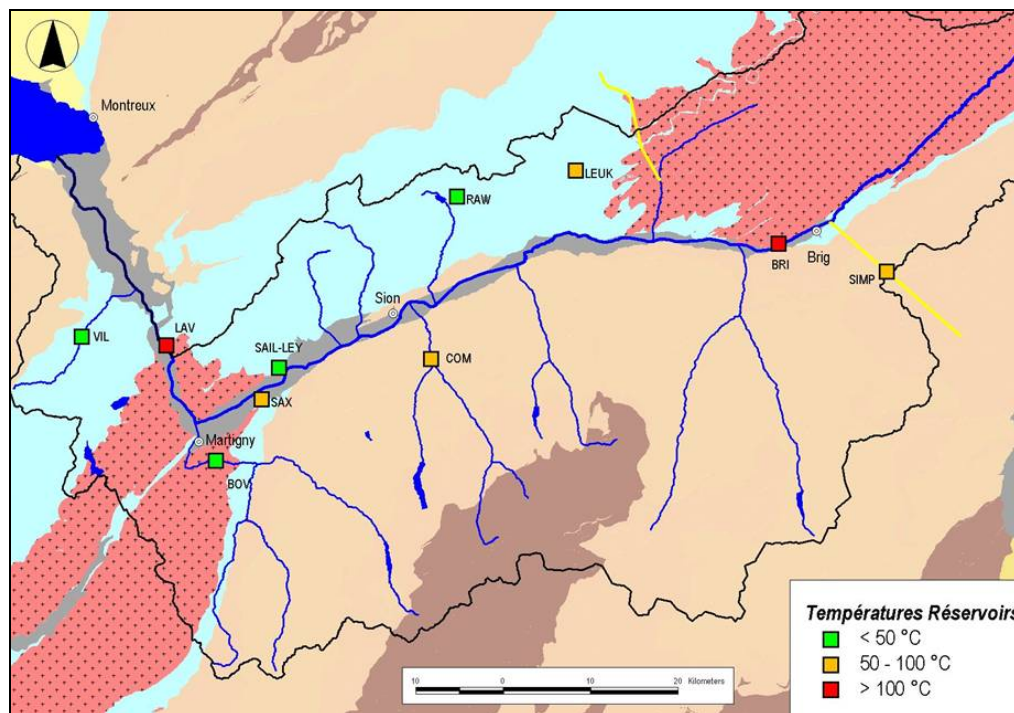 Montreux
LEUK
RAW
BRI
Brig
SIMP
Sion
LAV
VIL
SAIL-LEY
COM
SAX
Martigny
BOV
Températures Réservoirs
< 50 °C
50 - 100 °C
> 100 °C
10 0 10 20 Kilometers